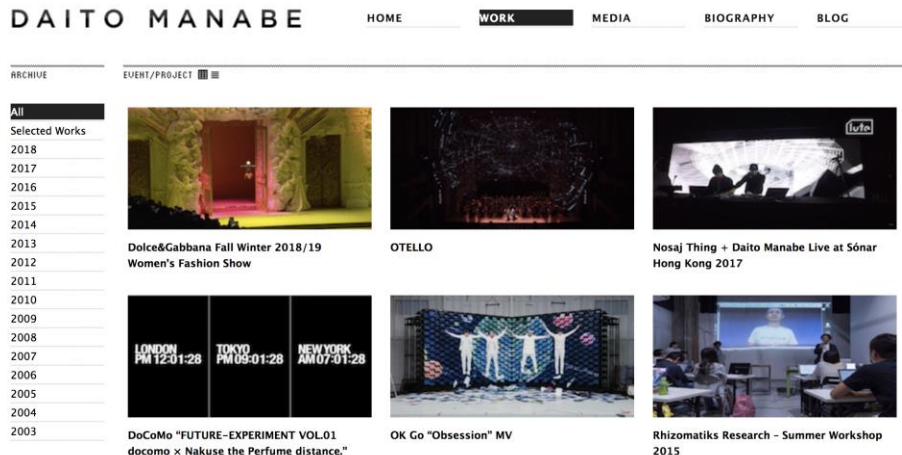 DAITO MANABE
HOME
WORK
MEDIA
BIOGRAPHY
BLOG
ARCHIVE
EVENT/PROJECT
All
Selected Works
2018
2017
2016
2015
2014
2013
2012
2011
2010
2009
2008
2007
2006
2005
2004
2003
luta
Dolce&Gabbana Fall Winter 2018/19
Women's Fashion Show
OTELLO
Nosaj Thing + Daito Manabe Live at Sónar
Hong Kong 2017
LONDON
PM 12:01:28
TOKYO
PM 09:01:28
NEW YORK
AM 07:01:28
DoCoMo “FUTURE-EXPERIMENT VOL.01
docomo × Nakuse the Perfume distance.”
OK Go “Obsession” MV
Rhizomatiks Research - Summer Workshop
2015